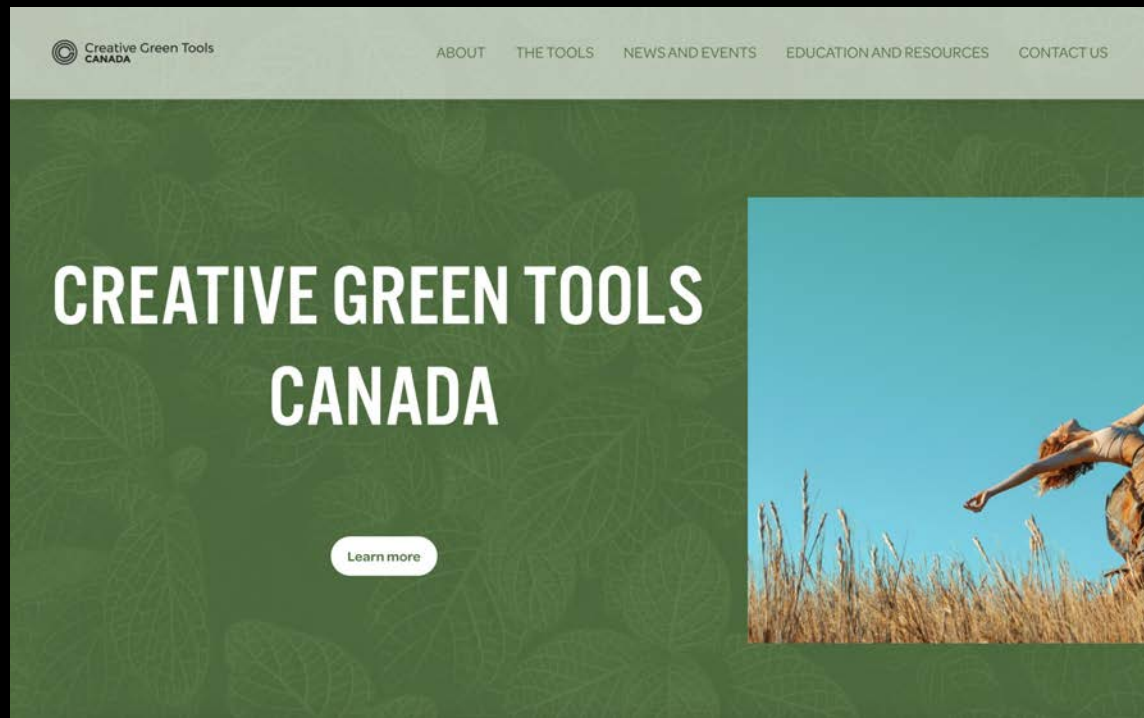 Creative Green Tools
CANADA
ABOUT THE TOOLS NEWS AND EVENTS EDUCATION AND RESOURCES CONTACT US
CREATIVE GREEN TOOLS
CANADA
Learn more